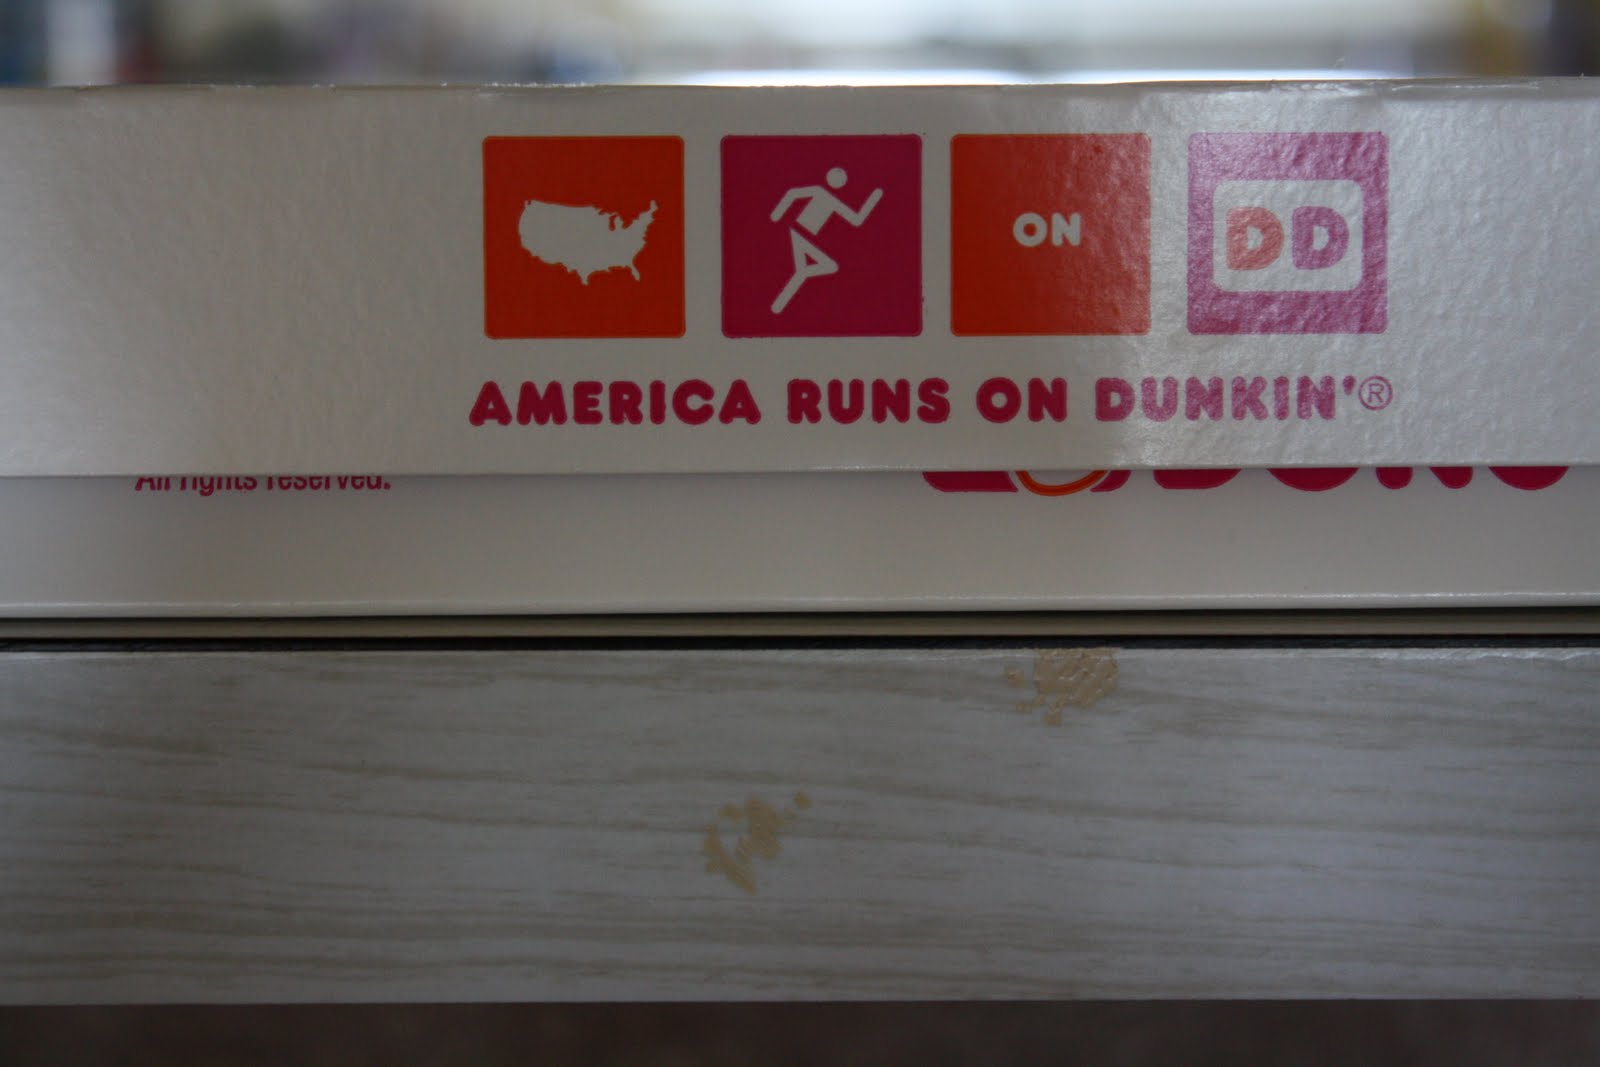 ON
DD
AMERICA RUNS ON DUNKIN'®
All rights reserved.